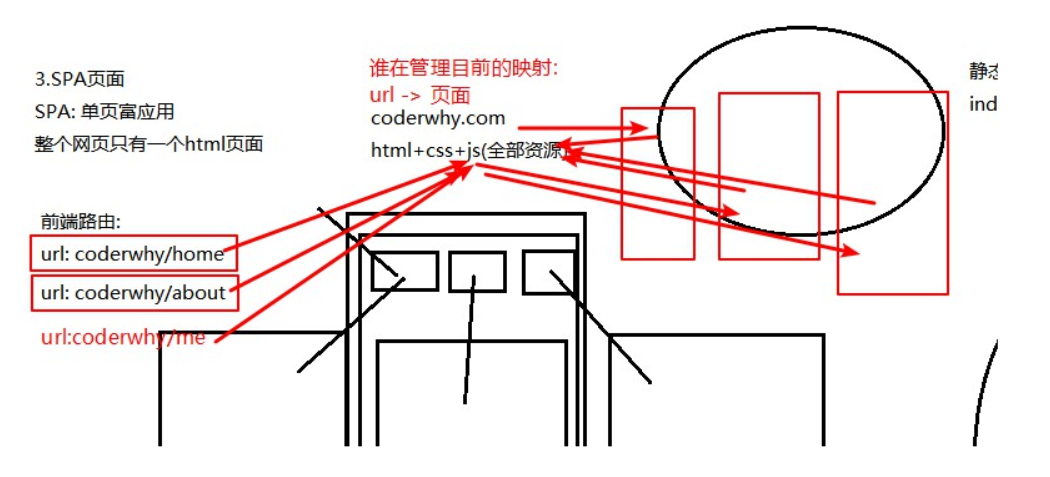 3.SPA页面
SPA: 单页富应用
整个网页只有一个html页面
谁在管理目前的映射:
url -> 页面
coderwhy.com
html+css+js(全部资源)
静态
ind
前端路由:
url: coderwhy/home
url: coderwhy/about
url:coderwhy/me